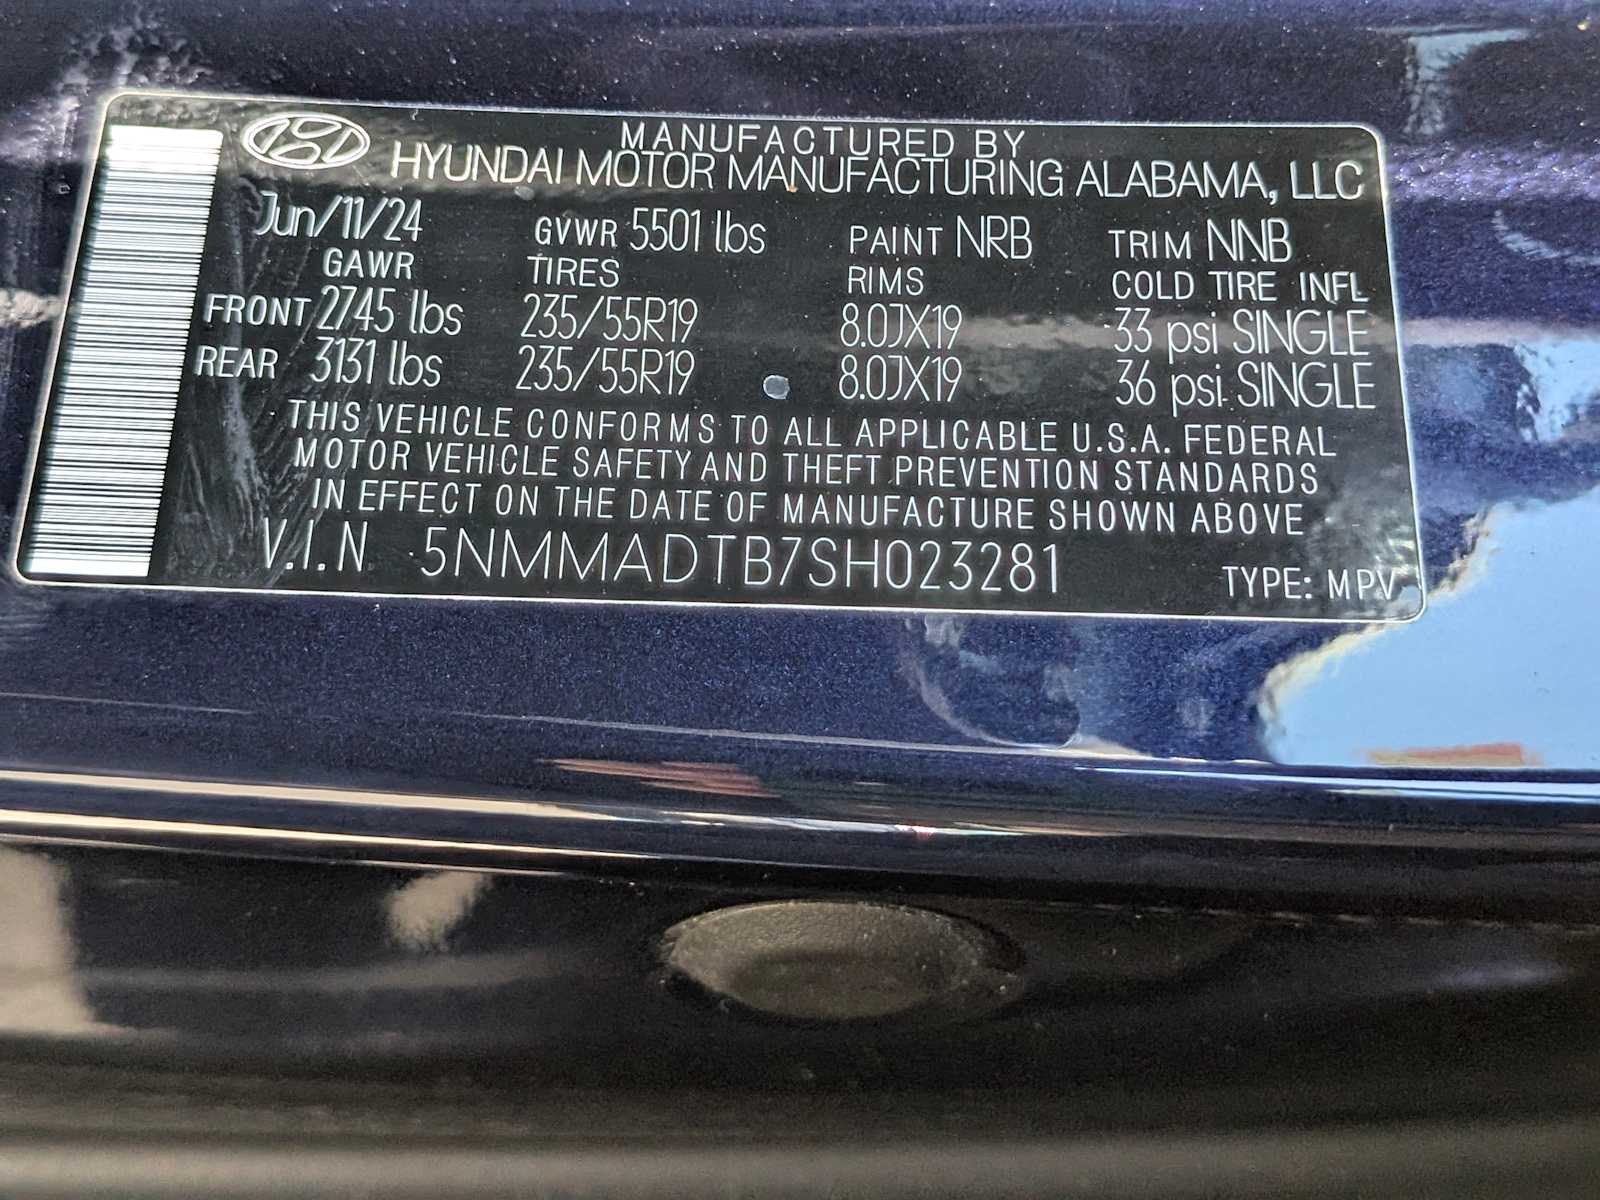 MANUFACTURED BY
HYUNDAI MOTOR MANUFACTURING ALABAMA, LLC
Jun/11/24 GVWR 5501 lbs PAINT NRB TRIM NNB
GAWR TIRES RIMS COLD TIRE INFL
FRONT 2745 lbs 235/55R19 8.0JX19 33 psi SINGLE
REAR 3131 lbs 235/55R19 8.0JX19 36 psi SINGLE
THIS VEHICLE CONFORMS TO ALL APPLICABLE U.S.A. FEDERAL
MOTOR VEHICLE SAFETY AND THEFT PREVENTION STANDARDS
IN EFFECT ON THE DATE OF MANUFACTURE SHOWN ABOVE
V.I.N 5NMMADTB7SH023281 TYPE: MPV